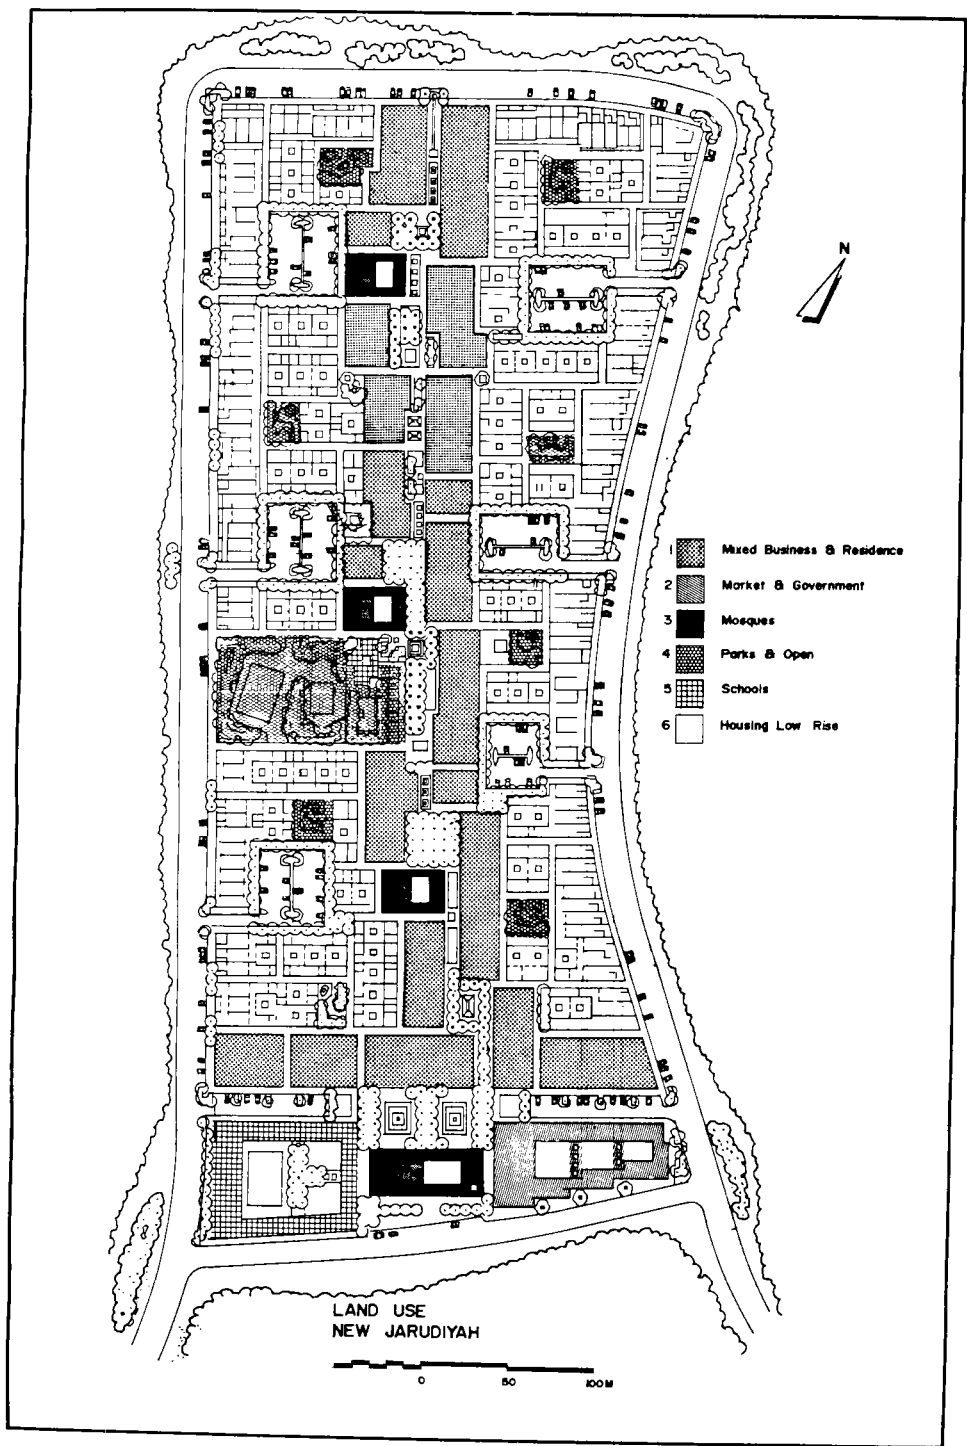 N
1 Mixed Business & Residence
2 Market & Government
3 Mosques
4 Parks & Open
5 Schools
6 Housing Low Rise
LAND USE
NEW JARUDIYAH
0 50 100M